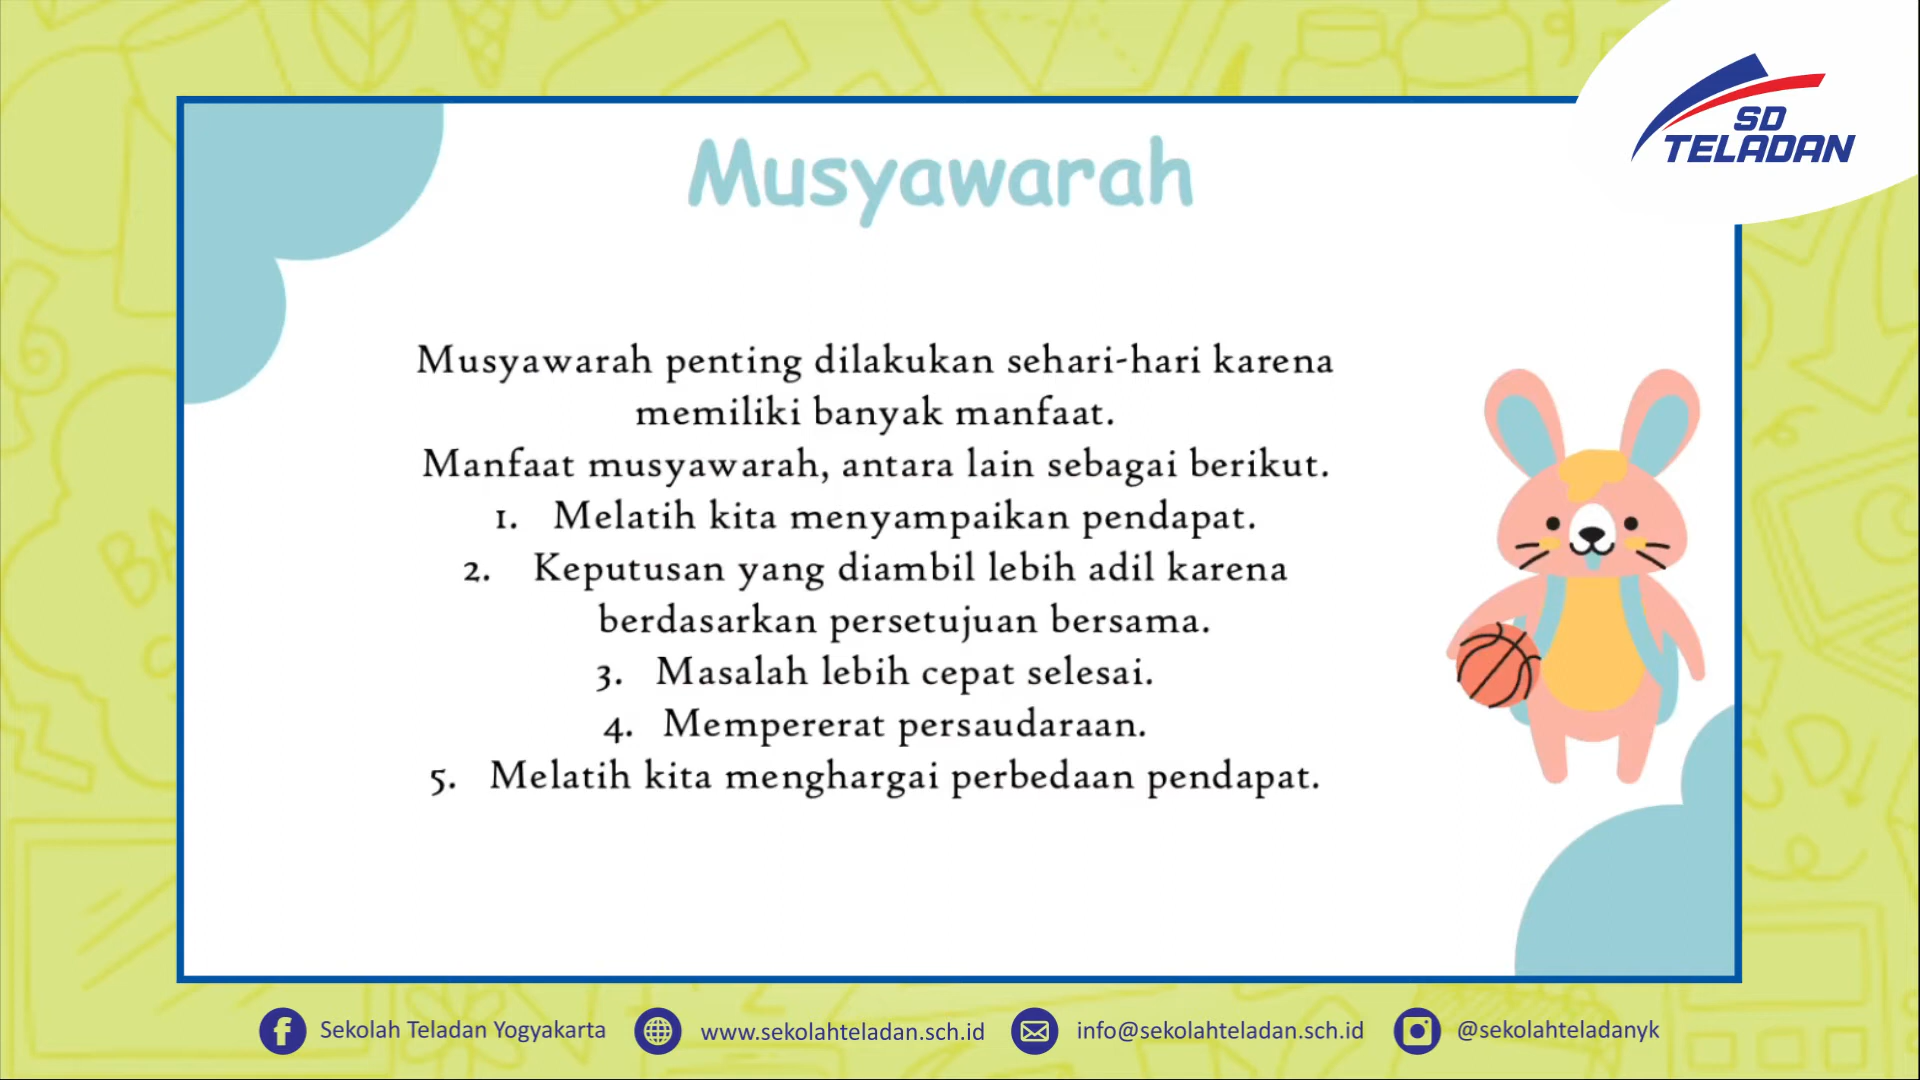 SD
TELADAN
Musyawarah
Musyawarah penting dilakukan sehari-hari karena
memiliki banyak manfaat.
Manfaat musyawarah, antara lain sebagai berikut.
1. Melatih kita menyampaikan pendapat.
2. Keputusan yang diambil lebih adil karena
berdasarkan persetujuan bersama.
3. Masalah lebih cepat selesai.
4. Mempererat persaudaraan.
5. Melatih kita menghargai perbedaan pendapat.
Sekolah Teladan Yogyakarta
www.sekolahteladan.sch.id
info@sekolahteladan.sch.id
@sekolahteladanyk